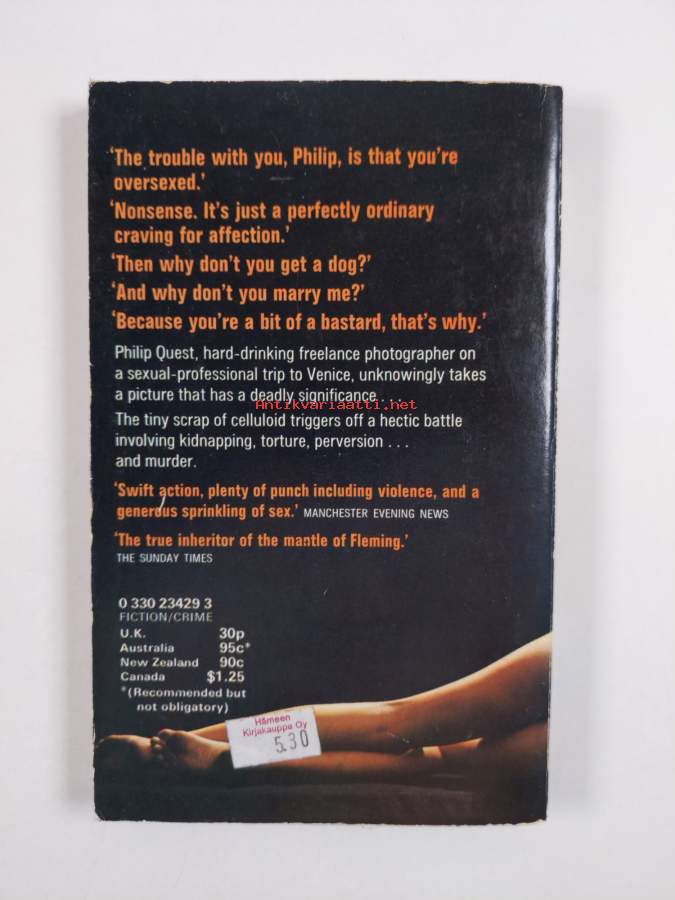 ‘The trouble with you, Philip, is that you're
oversexed.’
‘Nonsense. It's just a perfectly ordinary
craving for affection.’
‘Then why don't you get a dog?’
‘And why don't you marry me?’
‘Because you're a bit of a bastard, that's why.’
Philip Quest, hard-drinking freelance photographer on
a sexual-professional trip to Venice, unknowingly takes
a picture that has a deadly significance . . .
Antikvariaatti.net
The tiny scrap of celluloid triggers off a hectic battle
involving kidnapping, torture, perversion . . .
and murder.
‘Swift action, plenty of punch including violence, and a
generous sprinkling of sex.’ MANCHESTER EVENING NEWS
‘The true inheritor of the mantle of Fleming.’
THE SUNDAY TIMES
0 330 23429 3
FICTION/CRIME
U.K. 30p
Australia 95c*
New Zealand 90c
Canada $1.25
*(Recommended but
not obligatory)
Hämeen
Kirjakauppa Oy
5.30